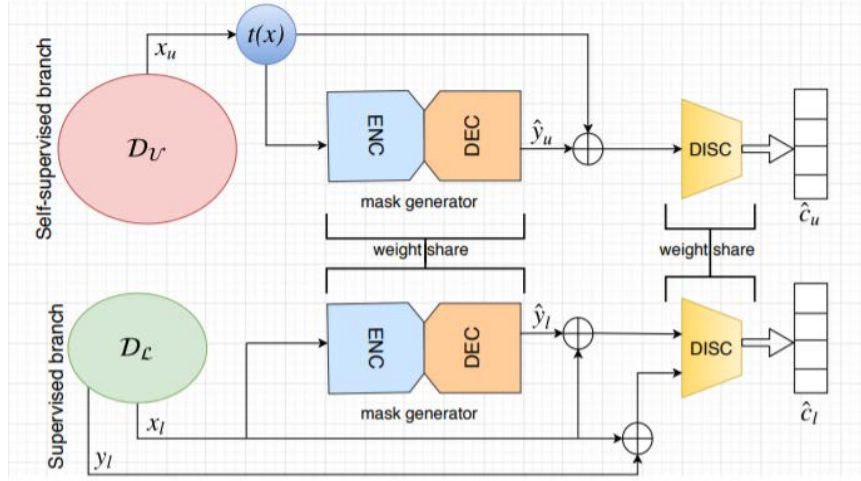 Self-supervised branch
x_u
t(x)
D_U
ENC
DEC
ŷ_u
DISC
ĉ_u
mask generator
weight share
weight share
Supervised branch
D_L
ENC
DEC
ŷ_l
DISC
ĉ_l
mask generator
x_l
y_l